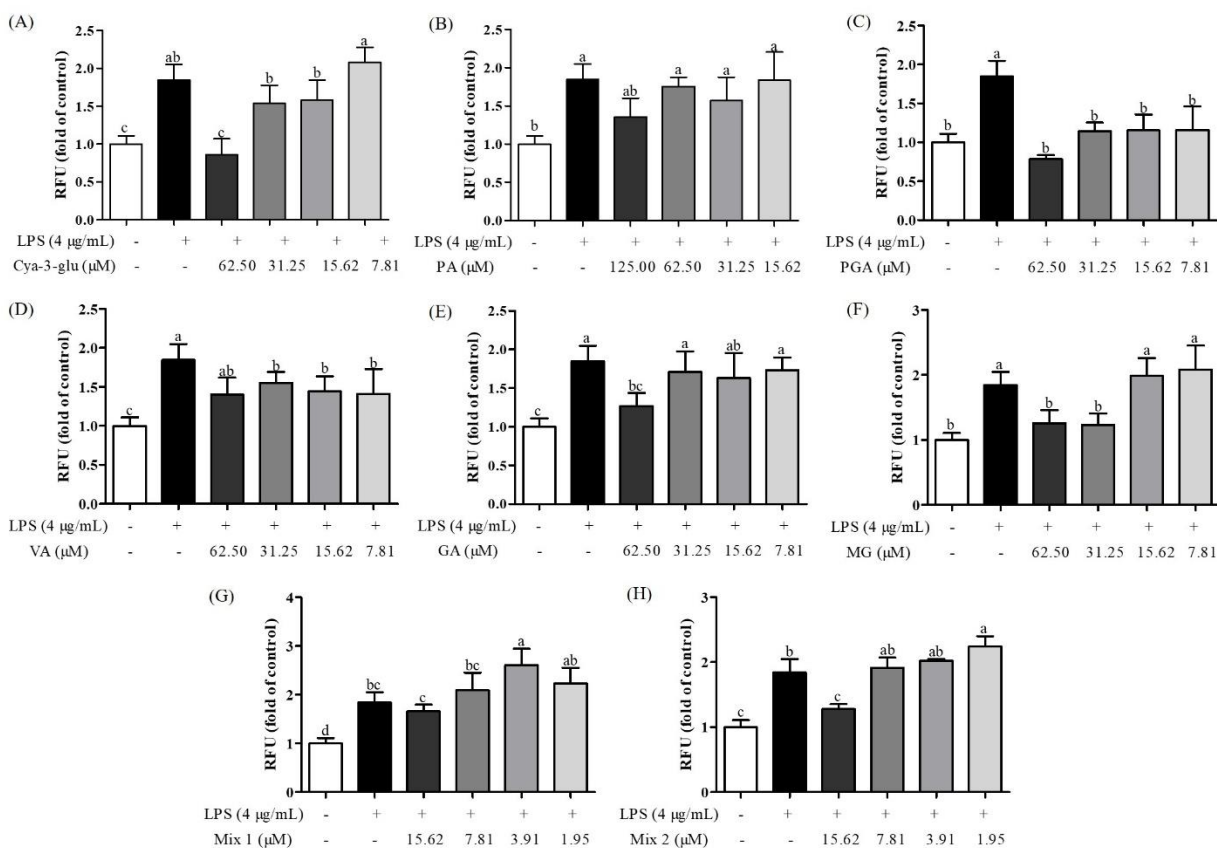 (A)
2.5
2.0
1.5
1.0
0.5
0.0
RFU (fold of control)
c
ab
c
b
b
a
LPS (4 μg/mL) - + + + + +
Cya-3-glu (μM) - - 62.50 31.25 15.62 7.81
(B)
2.5
2.0
1.5
1.0
0.5
0.0
RFU (fold of control)
b
a
ab
a
a
a
LPS (4 μg/mL) - + + + + +
PA (μM) - - 125.00 62.50 31.25 15.62
(C)
2.5
2.0
1.5
1.0
0.5
0.0
RFU (fold of control)
b
a
b
b
b
b
LPS (4 μg/mL) - + + + + +
PGA (μM) - - 62.50 31.25 15.62 7.81
(D)
2.5
2.0
1.5
1.0
0.5
0.0
RFU (fold of control)
c
a
ab
b
b
b
LPS (4 μg/mL) - + + + + +
VA (μM) - - 62.50 31.25 15.62 7.81
(E)
2.5
2.0
1.5
1.0
0.5
0.0
RFU (fold of control)
c
a
bc
a
ab
a
LPS (4 μg/mL) - + + + + +
GA (μM) - - 62.50 31.25 15.62 7.81
(F)
3
2
1
0
RFU (fold of control)
b
a
b
b
a
a
LPS (4 μg/mL) - + + + + +
MG (μM) - - 62.50 31.25 15.62 7.81
(G)
4
3
2
1
0
RFU (fold of control)
d
bc
c
bc
a
ab
LPS (4 μg/mL) - + + + + +
Mix 1 (μM) - - 15.62 7.81 3.91 1.95
(H)
3
2
1
0
RFU (fold of control)
c
b
c
ab
ab
a
LPS (4 μg/mL) - + + + + +
Mix 2 (μM) - - 15.62 7.81 3.91 1.95